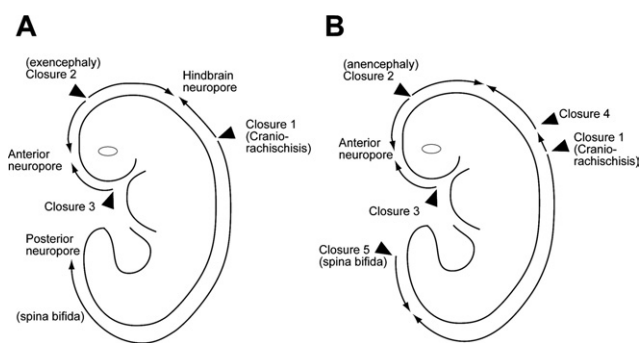 A
(exencephaly)
Closure 2
Hindbrain
neuropore
Closure 1
(Cranio-
rachischisis)
Anterior
neuropore
Closure 3
Posterior
neuropore
(spina bifida)
B
(anencephaly)
Closure 2
Closure 4
Closure 1
(Cranio-
rachischisis)
Anterior
neuropore
Closure 3
Closure 5
(spina bifida)